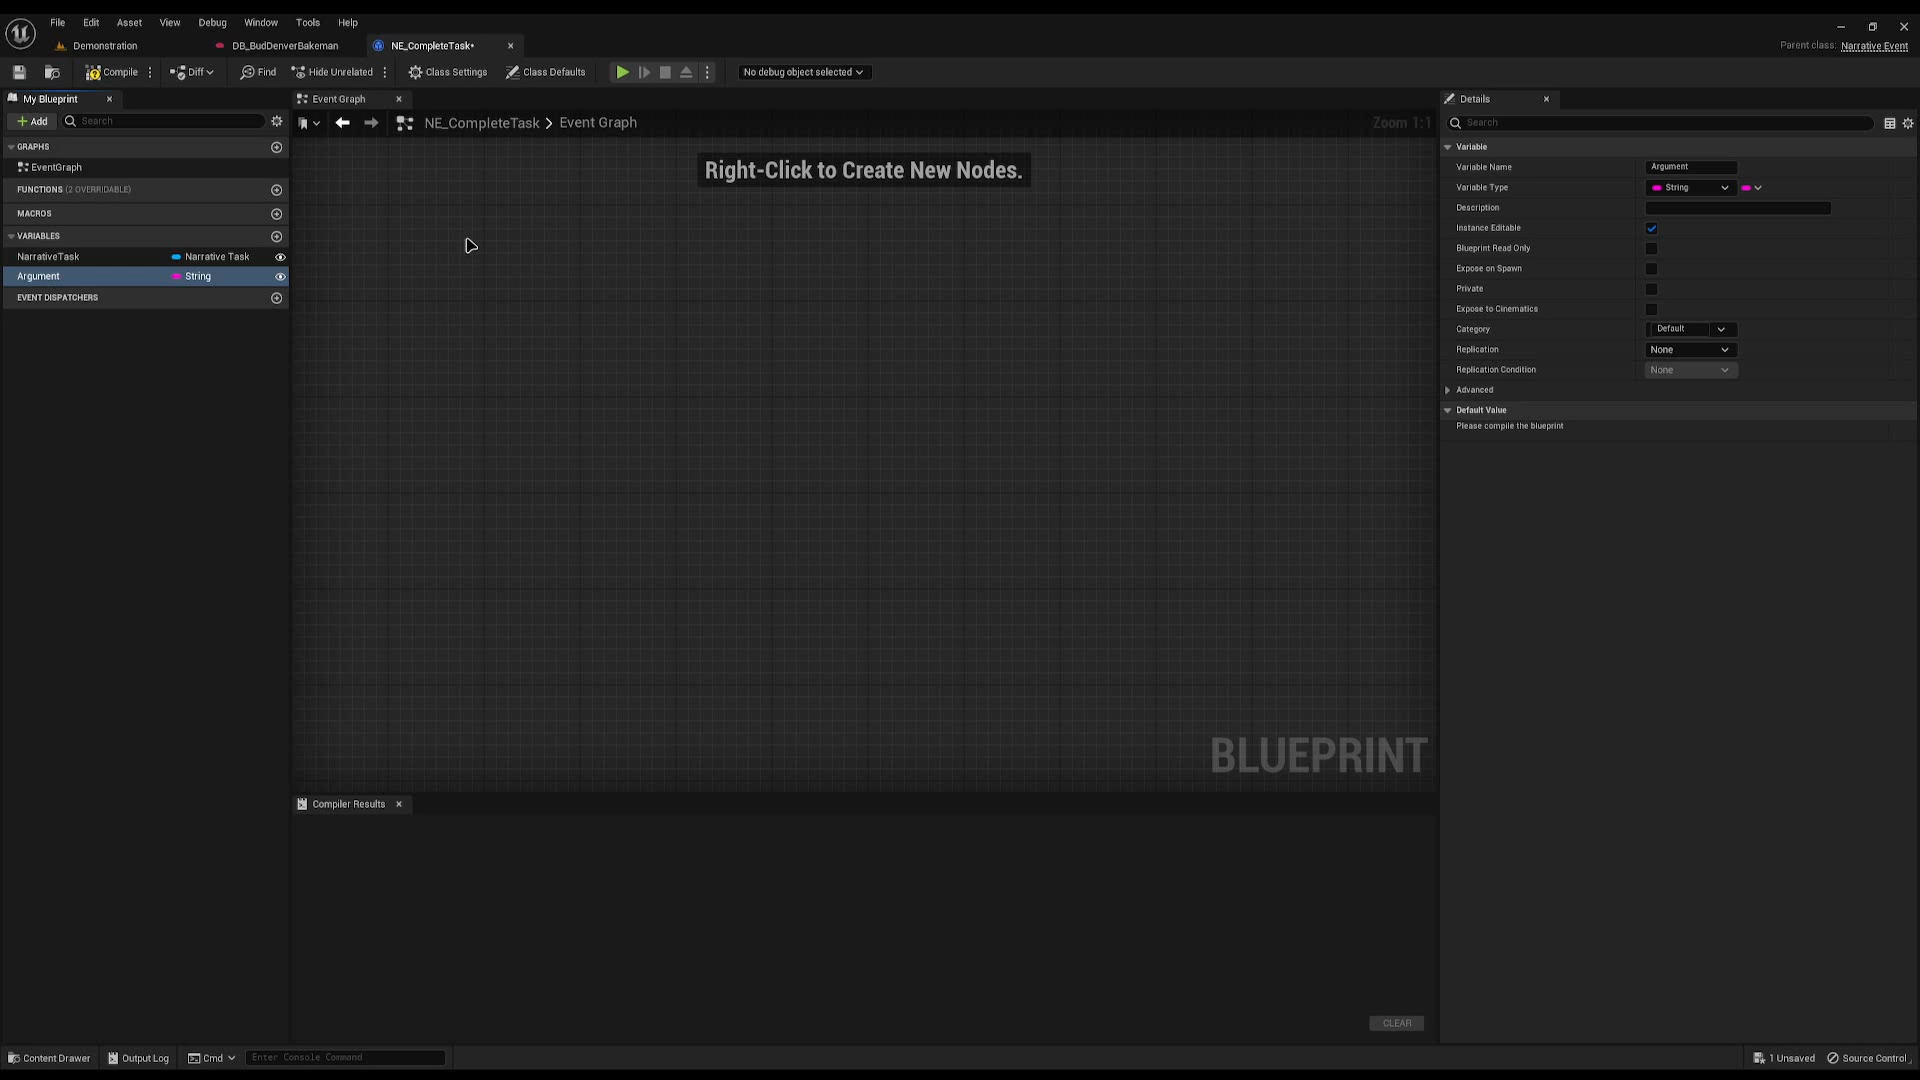 File Edit Asset View Debug Window Tools Help
Demonstration DB_BudDenverBakeman NE_CompleteTask• Parent class: Narrative Event
Compile Diff Find Hide Unrelated Class Settings Class Defaults No debug object selected
My Blueprint Event Graph Details
Add Search NE_CompleteTask Event Graph Zoom 1:1 Search
Right-Click to Create New Nodes.
GRAPHS
EventGraph
FUNCTIONS (2 OVERRIDABLE)
MACROS
VARIABLES
NarrativeTask Narrative Task
Argument String
EVENT DISPATCHERS
Variable
Variable Name Argument
Variable Type String
Description
Instance Editable
Blueprint Read Only
Expose on Spawn
Private
Expose to Cinematics
Category Default
Replication None
Replication Condition None
Advanced
Default Value
Please compile the blueprint
BLUEPRINT
Compiler Results
CLEAR
Content Drawer Output Log Cmd Enter Console Command 1 Unsaved Source Control